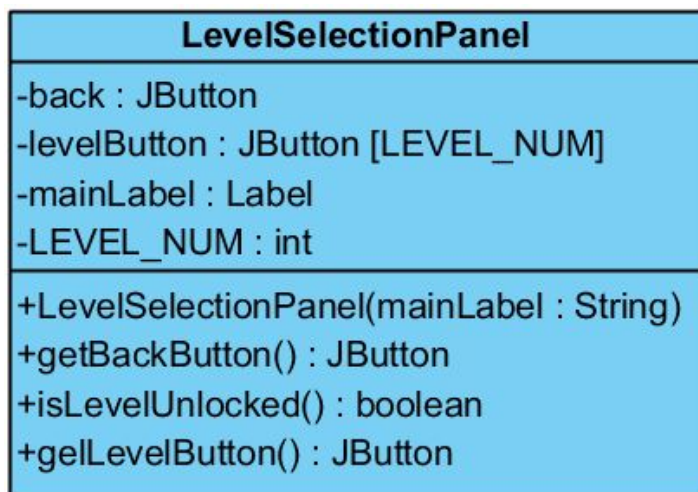 LevelSelectionPanel
-back : JButton
-levelButton : JButton [LEVEL_NUM]
-mainLabel : Label
-LEVEL_NUM : int
+LevelSelectionPanel(mainLabel : String)
+getBackButton() : JButton
+isLevelUnlocked() : boolean
+gelLevelButton() : JButton